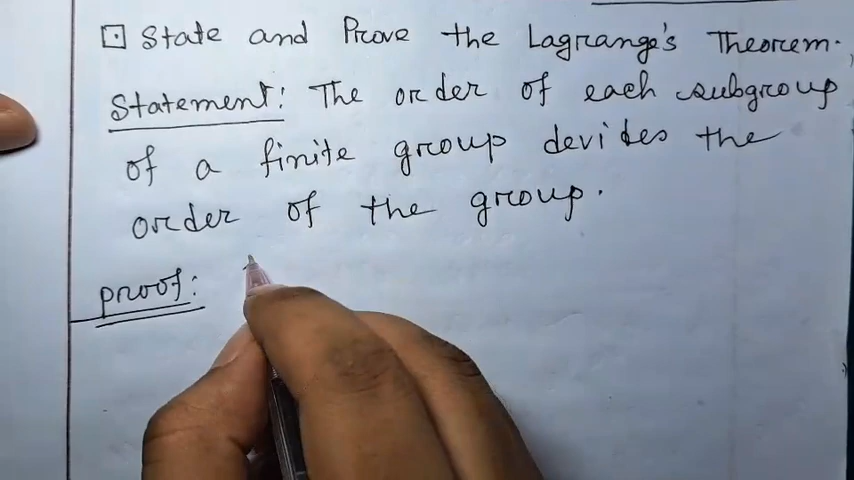 State and Prove the Lagrange's Theorem.
Statement: The order of each subgroup
of a finite group devides the
order of the group.
proof: